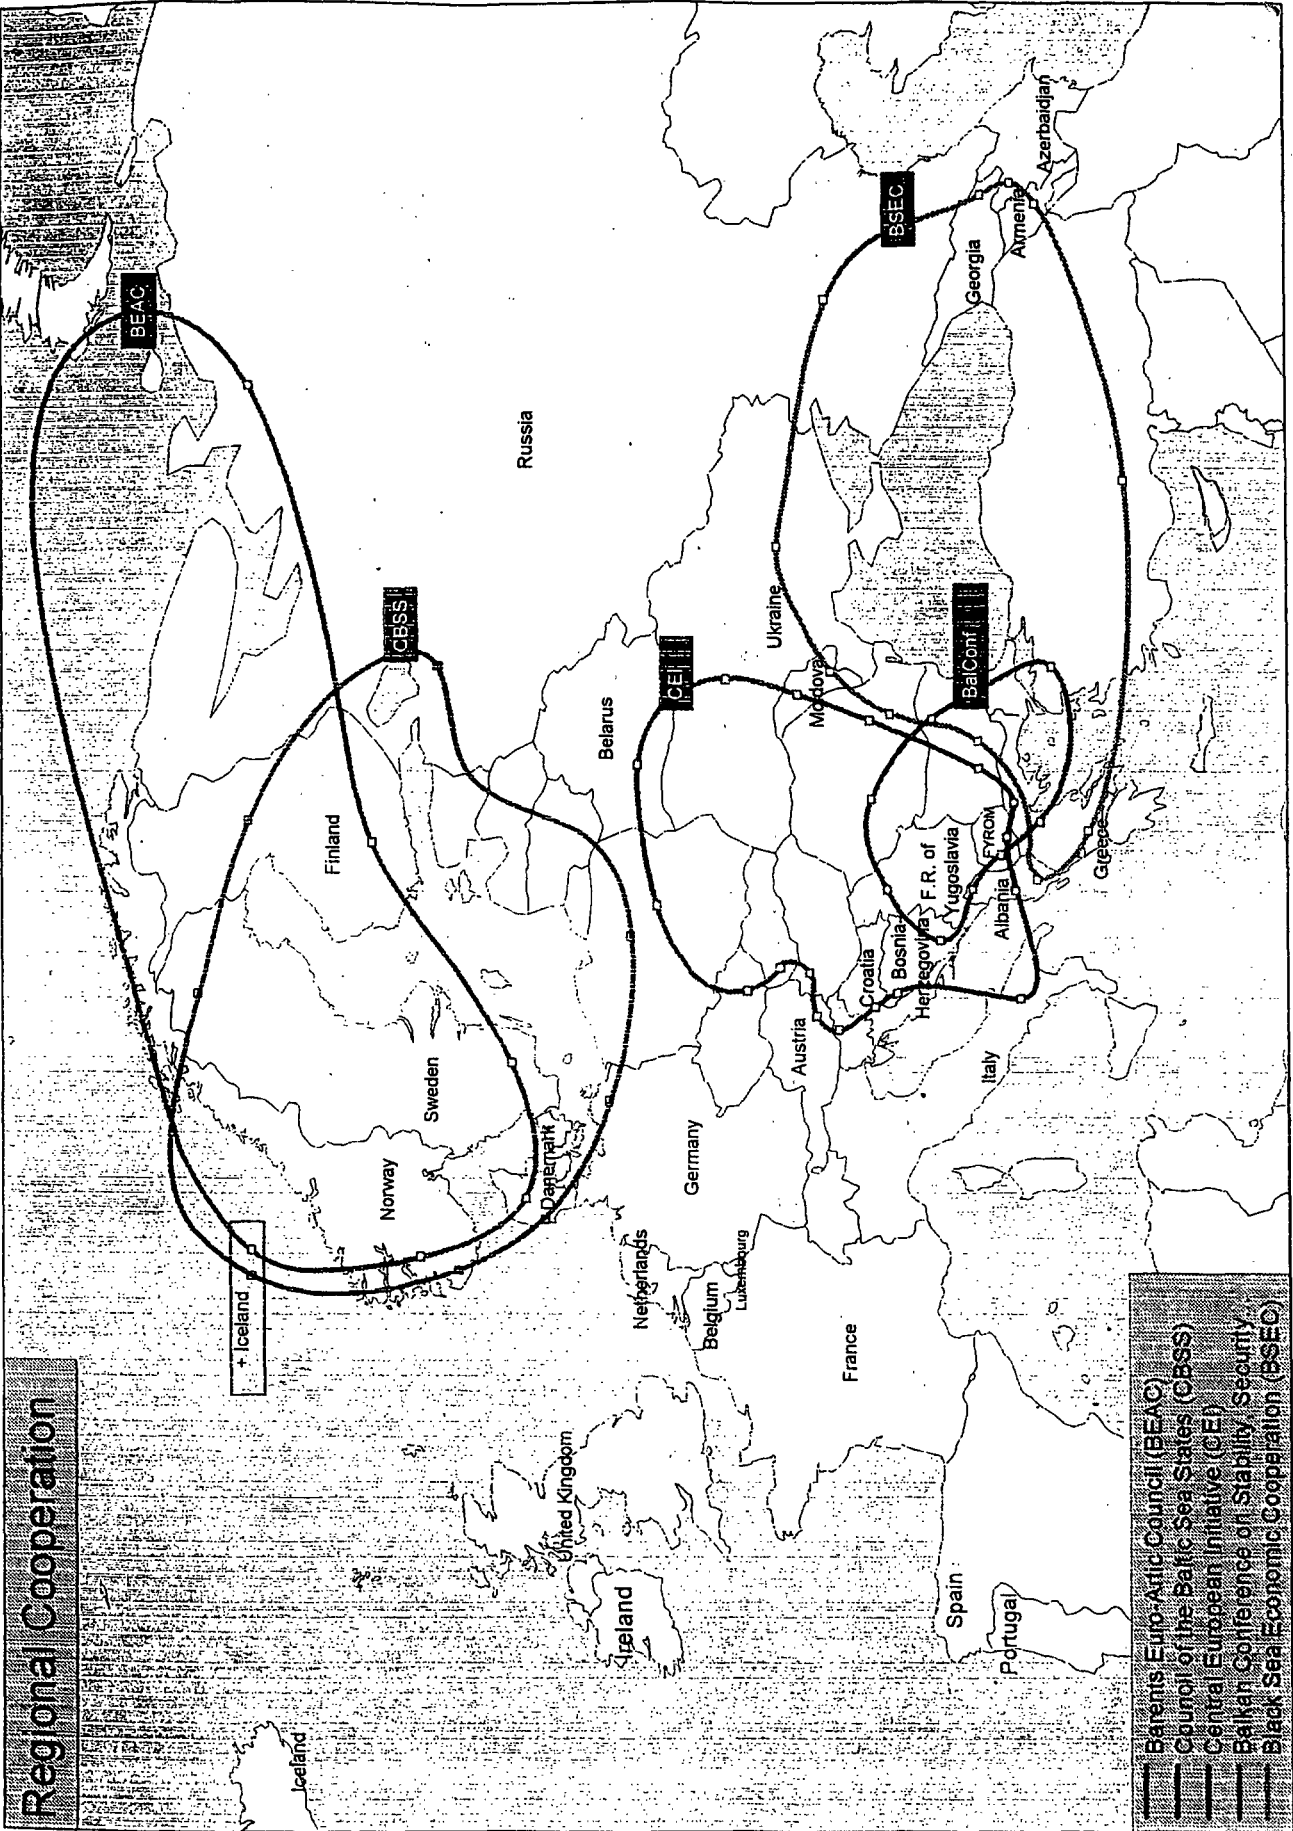 Regional Cooperation
Iceland
+ Iceland
Norway
Sweden
Finland
BEAC
CBSS
Russia
Danemark
Ireland
United Kingdom
Netherlands
Belgium
Luxembourg
Germany
Belarus
CEI
Ukraine
Moldova
France
Austria
Croatia
Bosnia-
Herzegovina
F.R. of
Yugoslavia
FYROM
Albania
Italy
Greece
BalConf
BSEC
Georgia
Armenia
Azerbaidjan
Spain
Portugal
Barents Euro-Artic Council (BEAC)
Council of the Baltic Sea States (CBSS)
Central European Initiative (CEI)
Balkan Conference on Stability, Security...
Black Sea Economic Cooperation (BSEC)